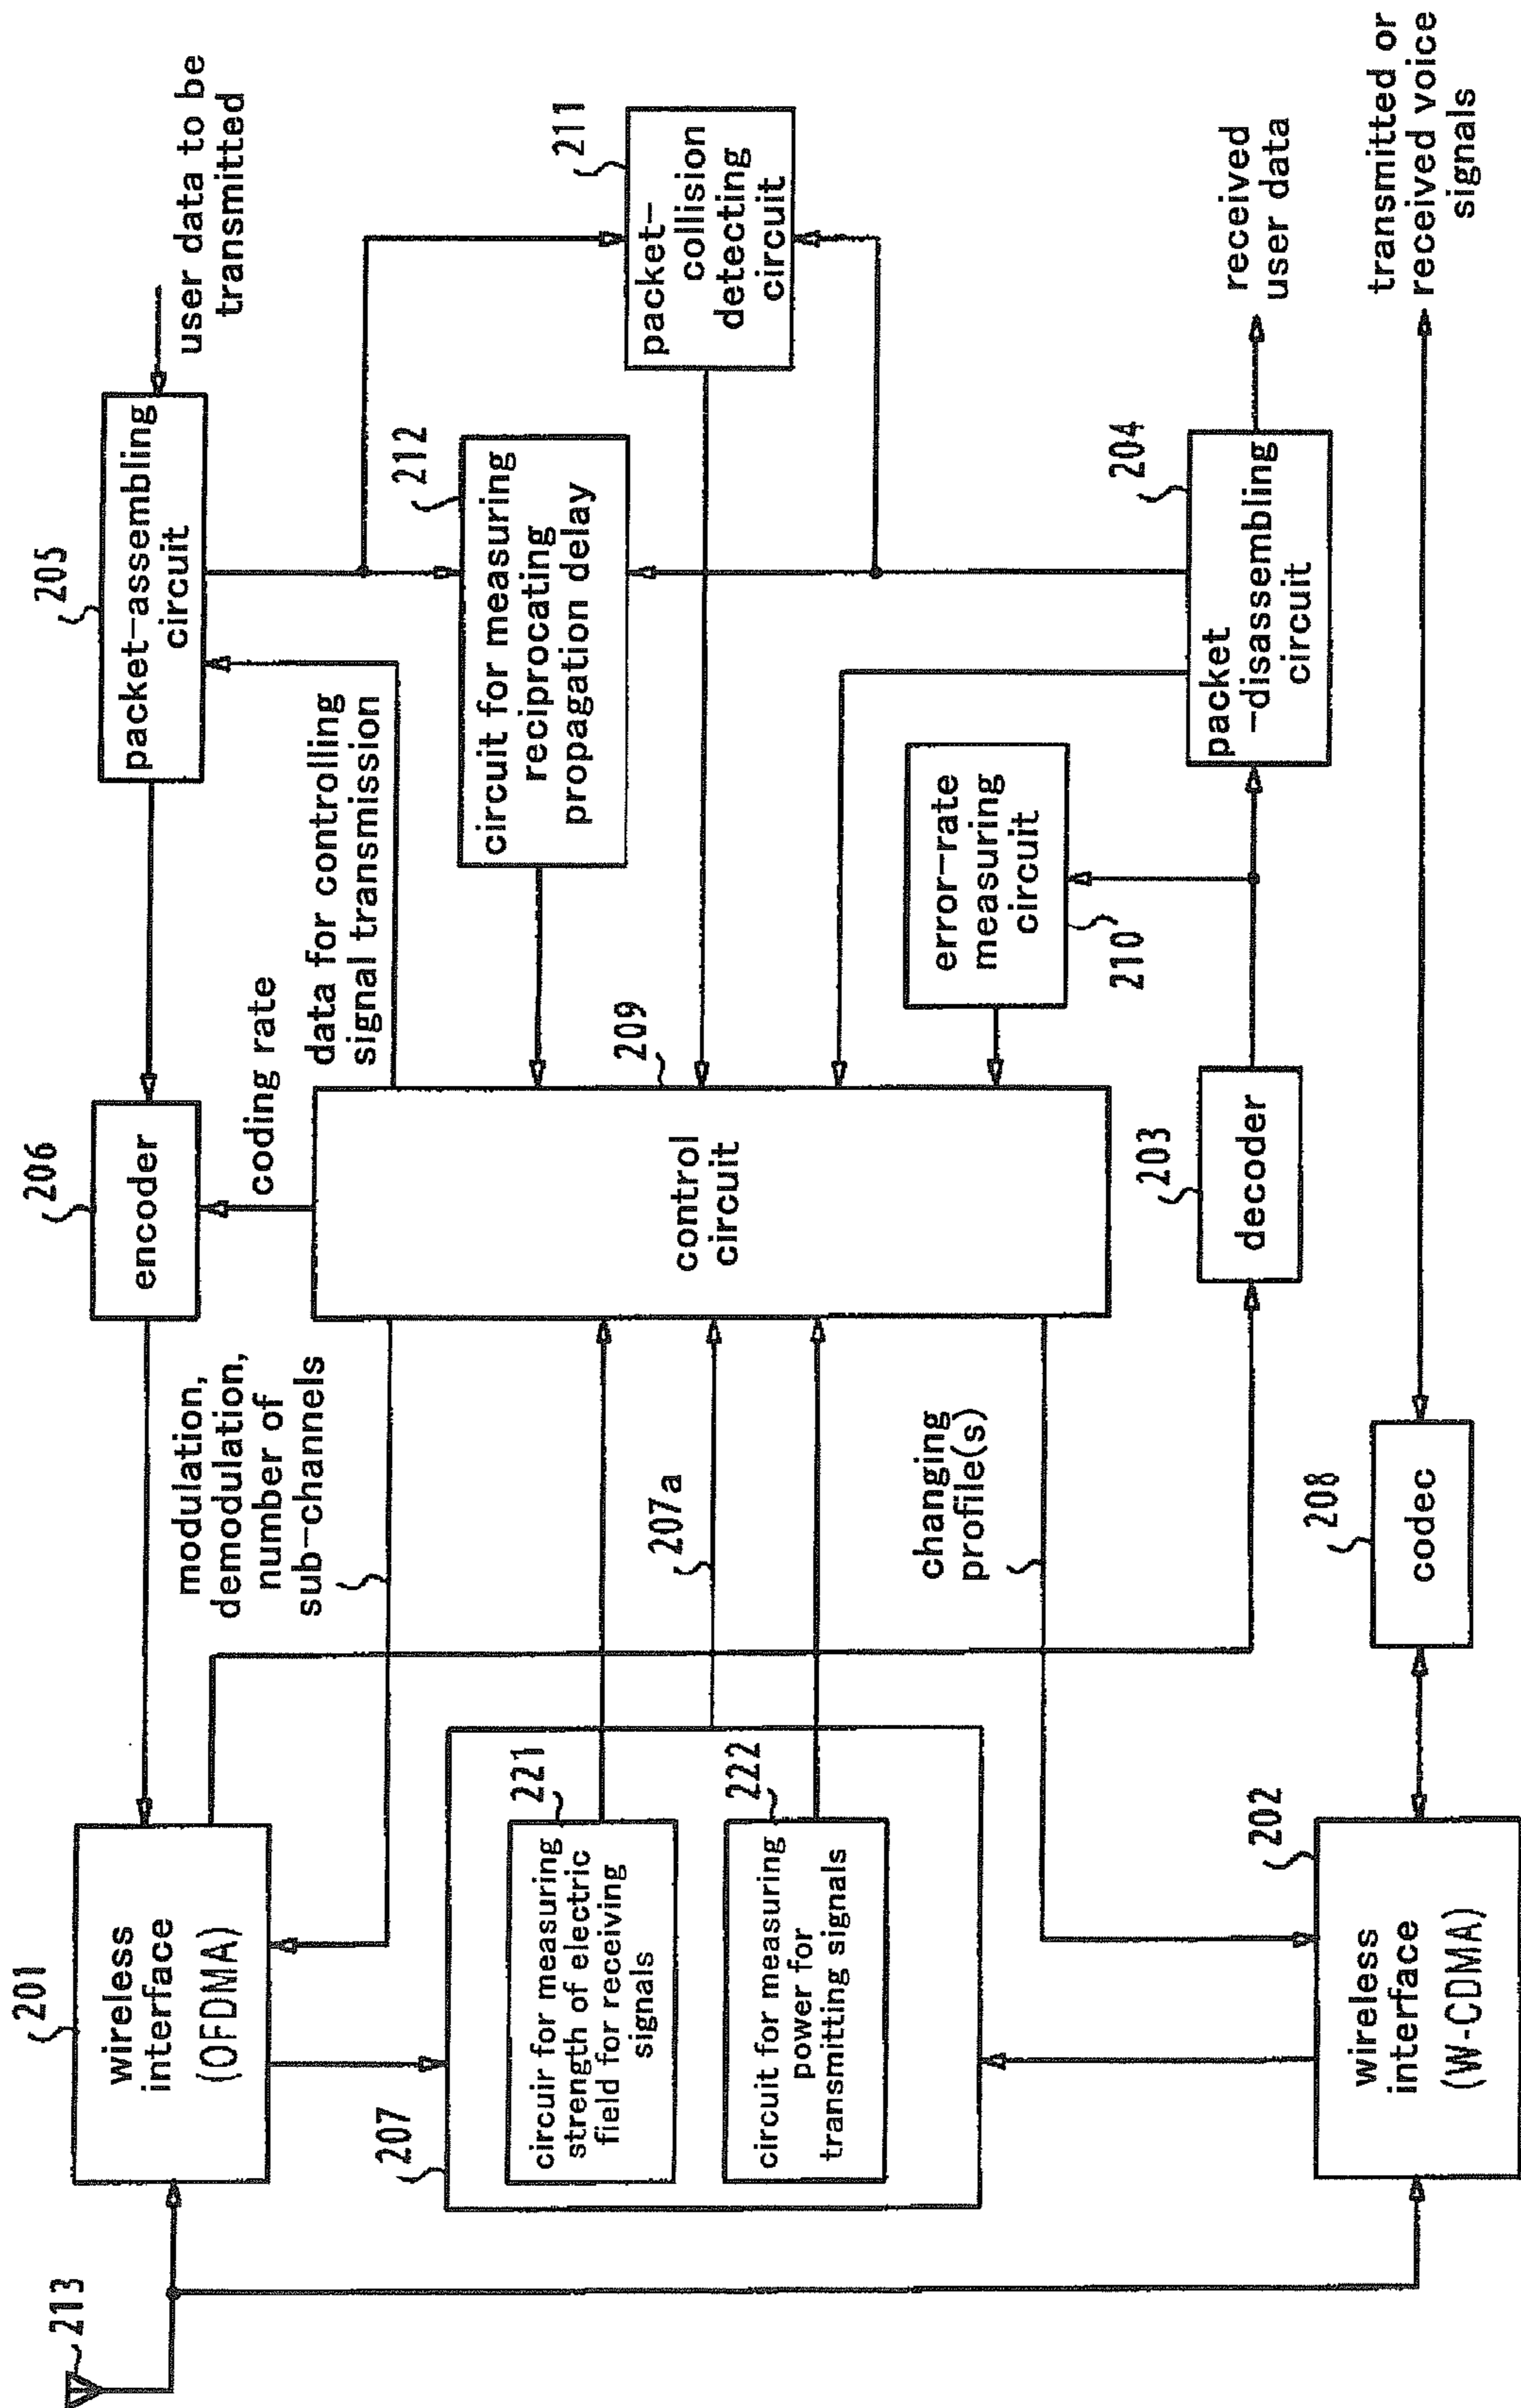 213
201
wireless
interface
(OFDMA)
modulation,
demodulation,
number of
sub-channels
206
encoder
coding rate
data for controlling
signal transmission
205
packet-assembling
circuit
user data to be
transmitted
207
circuir for measuring
strength of electric
field for receiving
signals
221
circuit for measuring
power for
transmitting signals
222
207a
changing
profile(s)
control
circuit
209
212
circuit for measuring
reciprocating
propagation delay
211
packet-
collision
detecting
circuit
error-rate
measuring
circuit
210
203
decoder
204
packet
-disassembling
circuit
received
user data
202
wireless
interface
(W-CDMA)
208
codec
transmitted or
received voice
signals